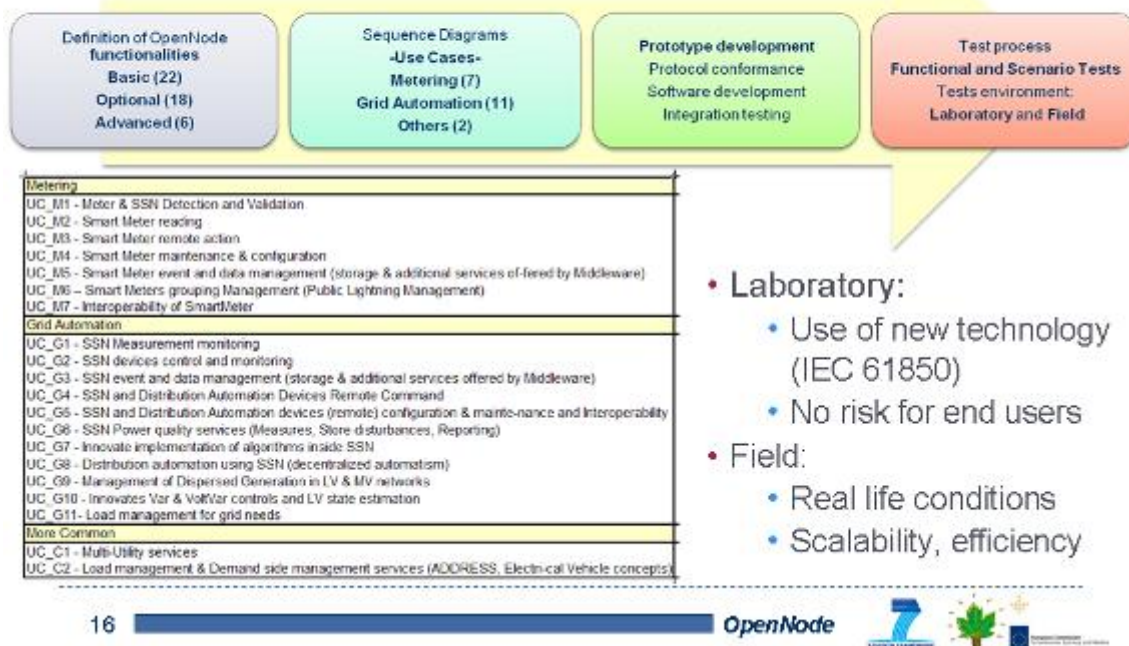 Definition of OpenNode
functionalities
Basic (22)
Optional (18)
Advanced (6)
Sequence Diagrams
-Use Cases-
Metering (7)
Grid Automation (11)
Others (2)
Prototype development
Protocol conformance
Software development
Integration testing
Test process
Functional and Scenario Tests
Tests environment:
Laboratory and Field
Metering
UC_M1 - Meter & SSN Detection and Validation
UC_M2 - Smart Meter reading
UC_M3 - Smart Meter remote action
UC_M4 - Smart Meter maintenance & configuration
UC_M5 - Smart Meter event and data management (storage & additional services of-fered by Middleware)
UC_M6 – Smart Meters grouping Management (Public Lightning Management)
UC_M7 - Interoperability of SmartMeter
Grid Automation
UC_G1 - SSN Measurement monitoring
UC_G2 - SSN devices control and monitoring
UC_G3 - SSN event and data management (storage & additional services offered by Middleware)
UC_G4 - SSN and Distribution Automation Devices Remote Command
UC_G5 - SSN and Distribution Automation devices (remote) configuration & mainte-nance and Interoperability
UC_G6 - SSN Power quality services (Measures, Store disturbances, Reporting)
UC_G7 - Innovate implementation of algorithms inside SSN
UC_G8 - Distribution automation using SSN (decentralized automatism)
UC_G9 - Management of Dispersed Generation in LV & MV networks
UC_G10 - Innovates Var & VoltVar controls and LV state estimation
UC_G11- Load management for grid needs
More Common
UC_C1 - Multi-Utility services
UC_C2 - Load management & Demand side management services (ADDRESS, Electri-cal Vehicle concepts)
• Laboratory:
• Use of new technology
(IEC 61850)
• No risk for end users
• Field:
• Real life conditions
• Scalability, efficiency
16
OpenNode